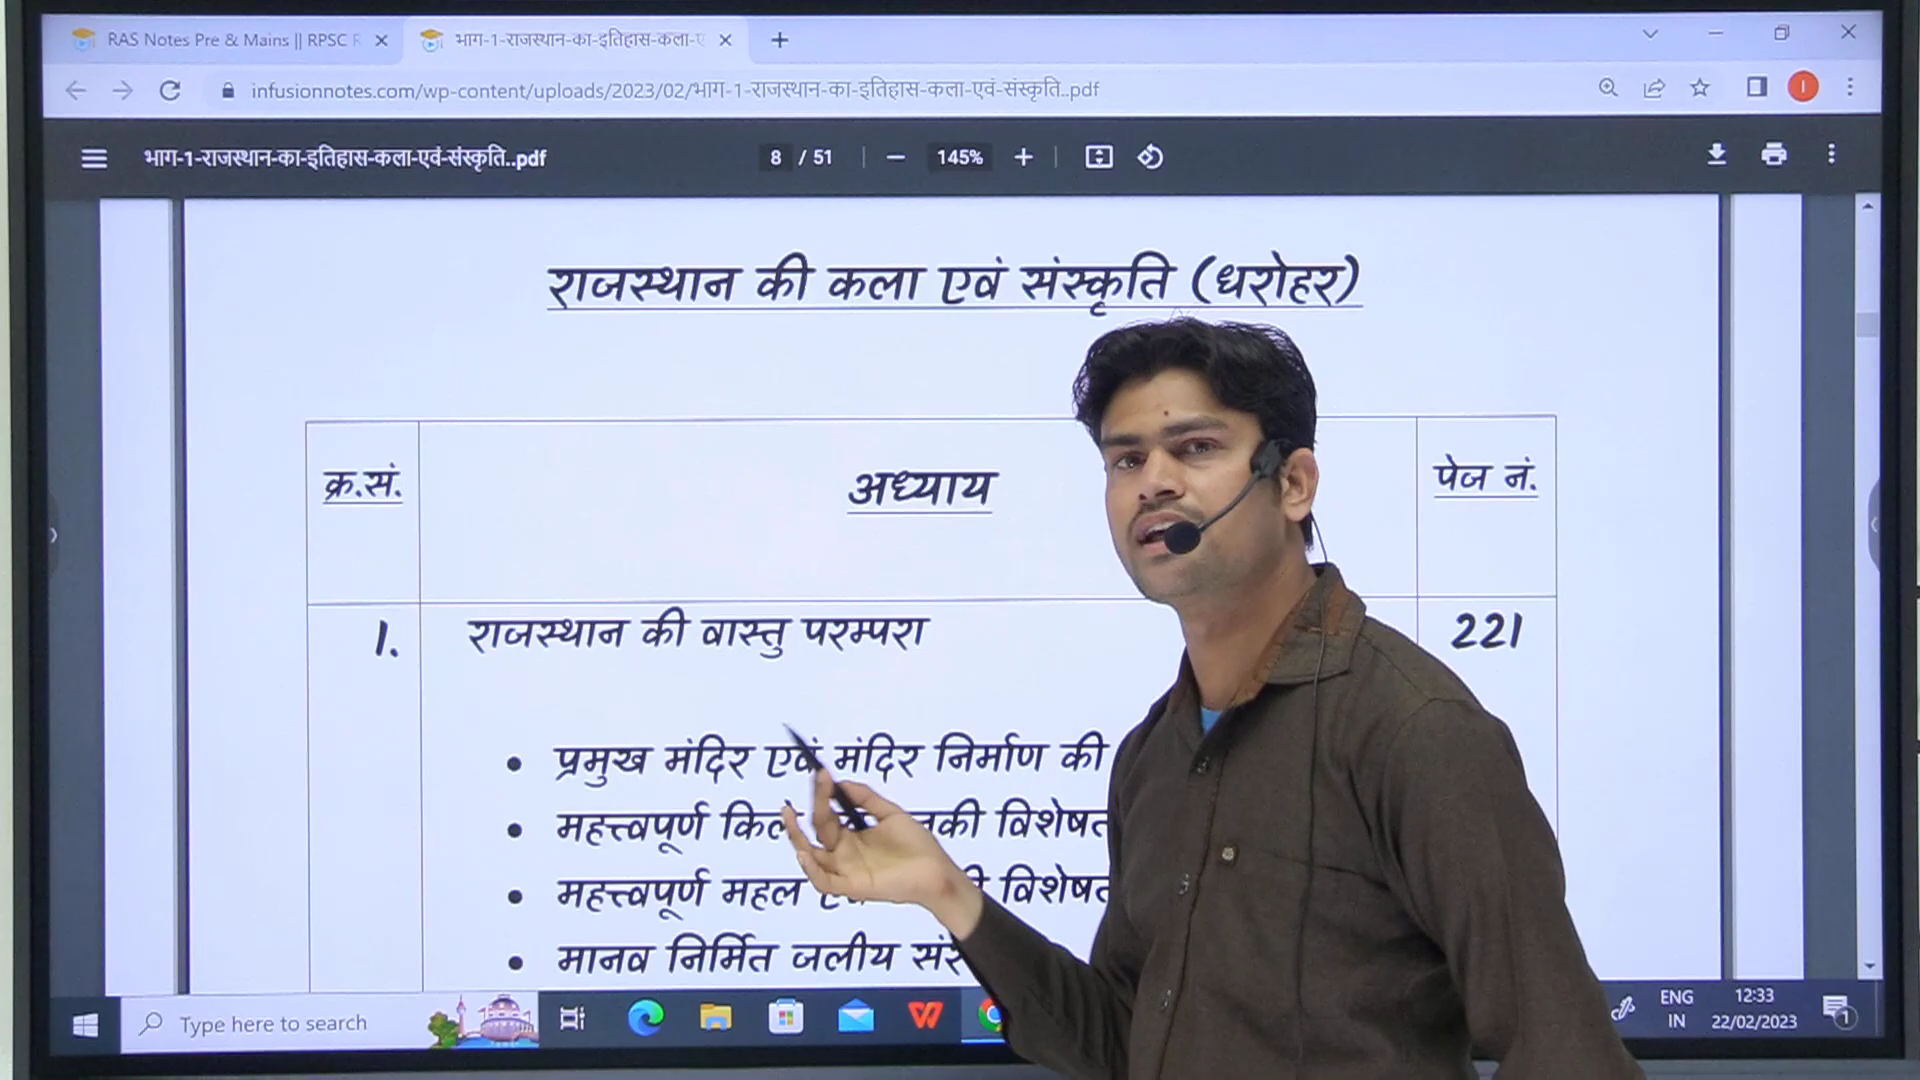 RAS Notes Pre & Mains || RPSC R
भाग-1-राजस्थान-का-इतिहास-कला-ए
infusionnotes.com/wp-content/uploads/2023/02/भाग-1-राजस्थान-का-इतिहास-कला-एवं-संस्कृति..pdf
I
भाग-1-राजस्थान-का-इतिहास-कला-एवं-संस्कृति..pdf
8 / 51
145%
राजस्थान की कला एवं संस्कृति (धरोहर)
क्र.सं.
अध्याय
पेज नं.
1.
राजस्थान की वास्तु परम्परा
221
• प्रमुख मंदिर एवं मंदिर निर्माण की
• महत्त्वपूर्ण
• महत्त्वपूर्ण महल
• मानव निर्मित जलीय
Type here to search
ENG
IN
12:33
22/02/2023
1